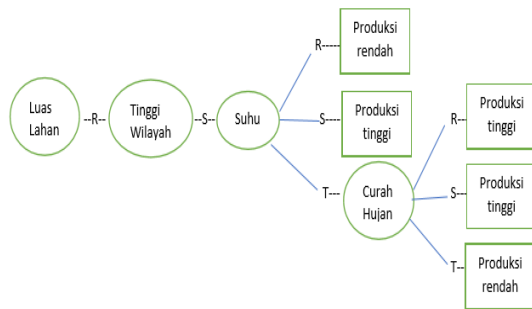 Luas
Lahan
--R--
Tinggi
Wilayah
--S--
Suhu
R-----
Produksi
rendah
S----
Produksi
tinggi
T---
Curah
Hujan
R---
Produksi
tinggi
S---
Produksi
tinggi
T--
Produksi
rendah